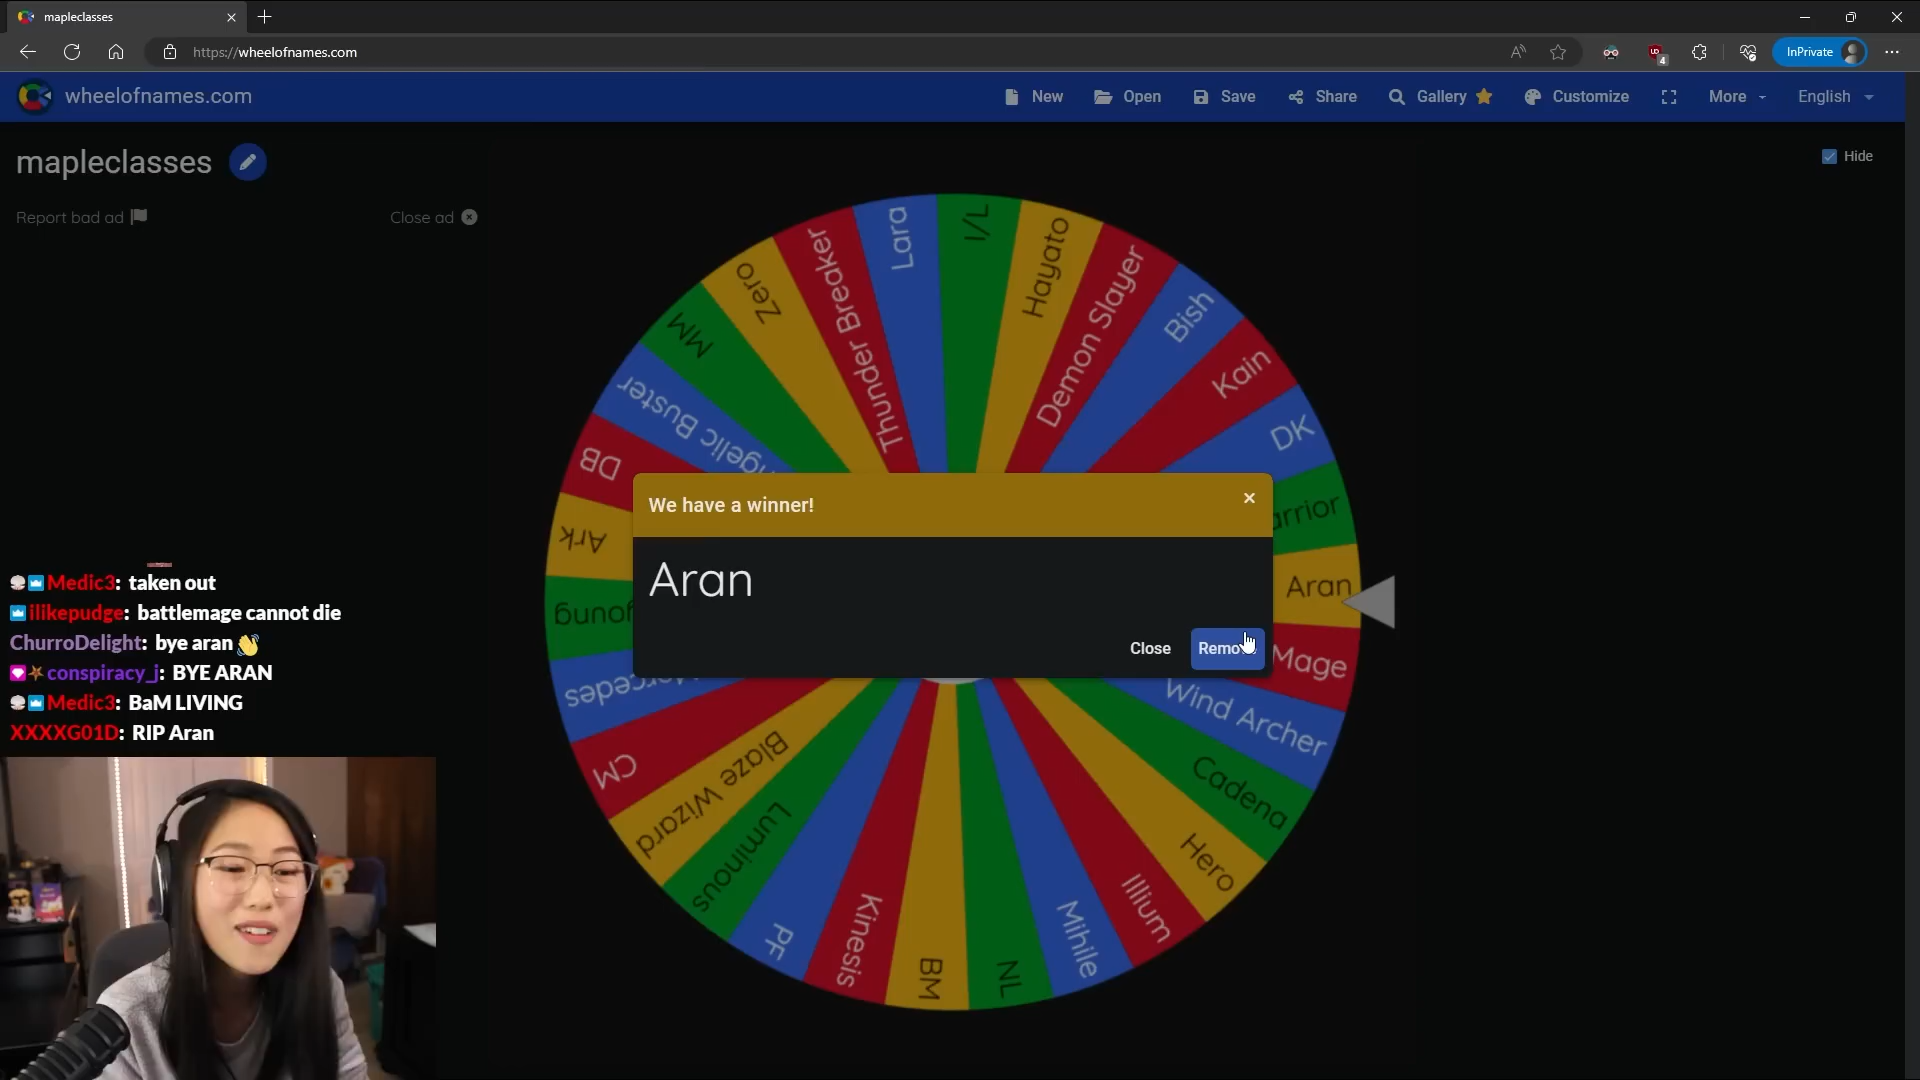 mapleclasses
https://wheelofnames.com
4
InPrivate
wheelofnames.com
New
Open
Save
Share
Gallery
Customize
More
English
mapleclasses
Hide
Report bad ad
Close ad
Lara
I/L
Hayato
Demon Slayer
Bish
Kain
DK
Aran
Mage
Wind Archer
Cadena
Hero
Illium
Mihile
NL
BM
Kinesis
PF
Luminous
Blaze Wizard
CM
Mercedes
Ark
DB
MM
Zero
Thunder Breaker
We have a winner!
Aran
Close
Medic3: taken out
ilikepudge: battlemage cannot die
ChurroDelight: bye aran 👋
conspiracy_j: BYE ARAN
Medic3: BaM LIVING
XXXXG01D: RIP Aran